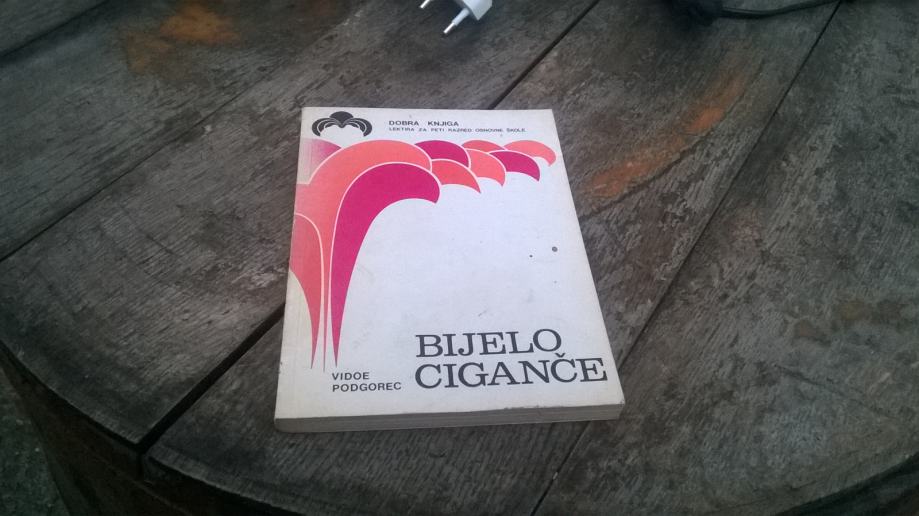 DOBRA KNJIGA
LEKTIRA ZA PETI RAZRED OSNOVNE ŠKOLE
BIJELO
CIGANČE
VIDOE
PODGOREC